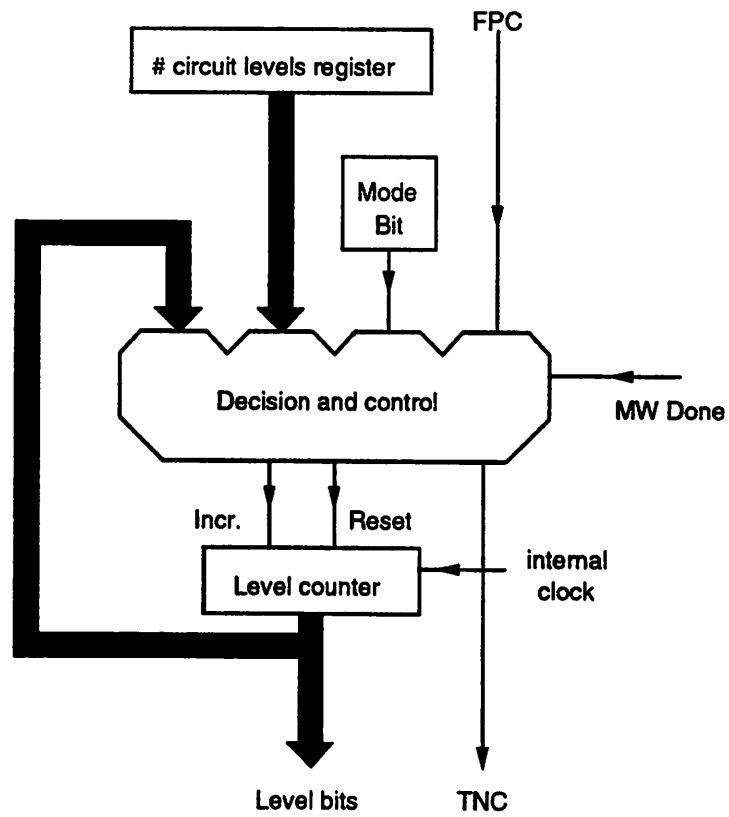 FPC
# circuit levels register
Mode
Bit
Decision and control
MW Done
Incr.
Reset
internal
clock
Level counter
Level bits
TNC